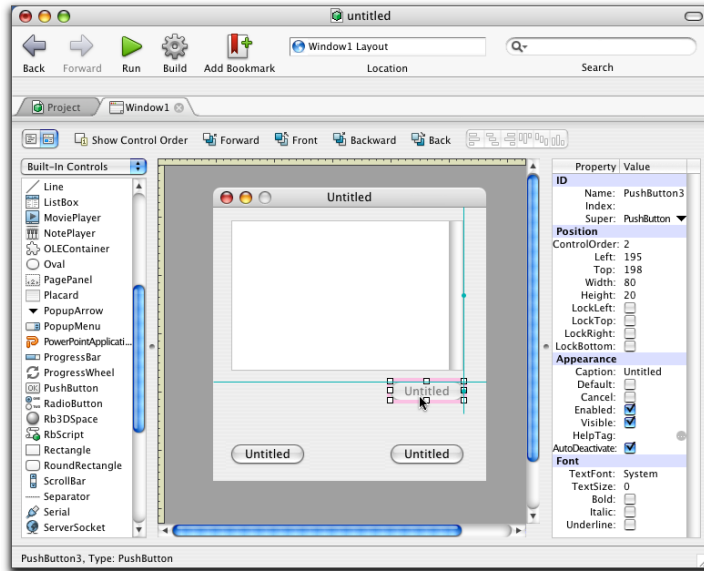 untitled
Back Forward Run Build Add Bookmark Window1 Layout Location Search
Project Window1
Show Control Order Forward Front Backward Back
Built-In Controls
Line
ListBox
MoviePlayer
NotePlayer
OLEContainer
Oval
PagePanel
Placard
PopupArrow
PopupMenu
PowerPointApplicati...
ProgressBar
ProgressWheel
PushButton
RadioButton
Rb3DSpace
RbScript
Rectangle
RoundRectangle
ScrollBar
Separator
Serial
ServerSocket
Untitled
Untitled
Untitled Untitled
Property Value
ID
Name: PushButton3
Index:
Super: PushButton
Position
ControlOrder: 2
Left: 195
Top: 198
Width: 80
Height: 20
LockLeft:
LockTop:
LockRight:
LockBottom:
Appearance
Caption: Untitled
Default:
Cancel:
Enabled:
Visible:
HelpTag:
AutoDeactivate:
Font
TextFont: System
TextSize: 0
Bold:
Italic:
Underline:
PushButton3, Type: PushButton